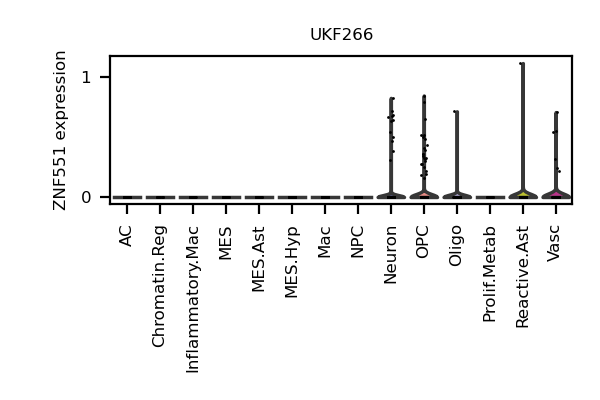 UKF266
ZNF551 expression
1
0
AC
Chromatin.Reg
Inflammatory.Mac
MES
MES.Ast
MES.Hyp
Mac
NPC
Neuron
OPC
Oligo
Prolif.Metab
Reactive.Ast
Vasc